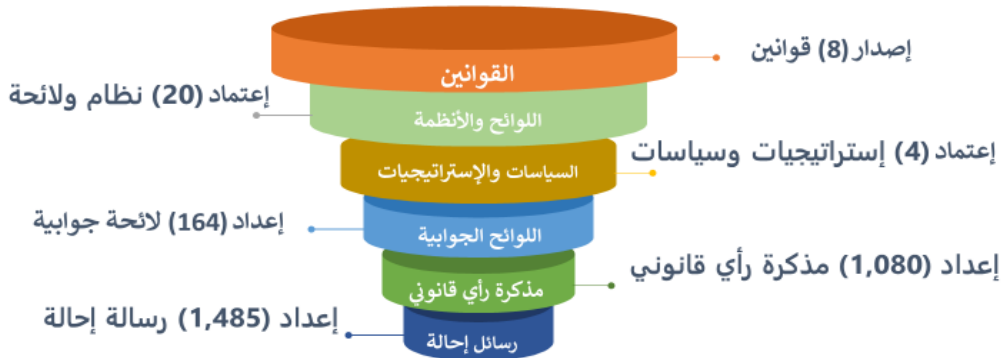 إصدار (8) قوانين
القوانين
إعتماد (20) نظام ولائحة
اللوائح والأنظمة
إعتماد (4) إستراتيجيات وسياسات
السياسات والإستراتيجيات
إعداد (164) لائحة جوابية
اللوائح الجوابية
إعداد (1,080) مذكرة رأي قانوني
مذكرة رأي قانوني
إعداد (1,485) رسالة إحالة
رسائل إحالة